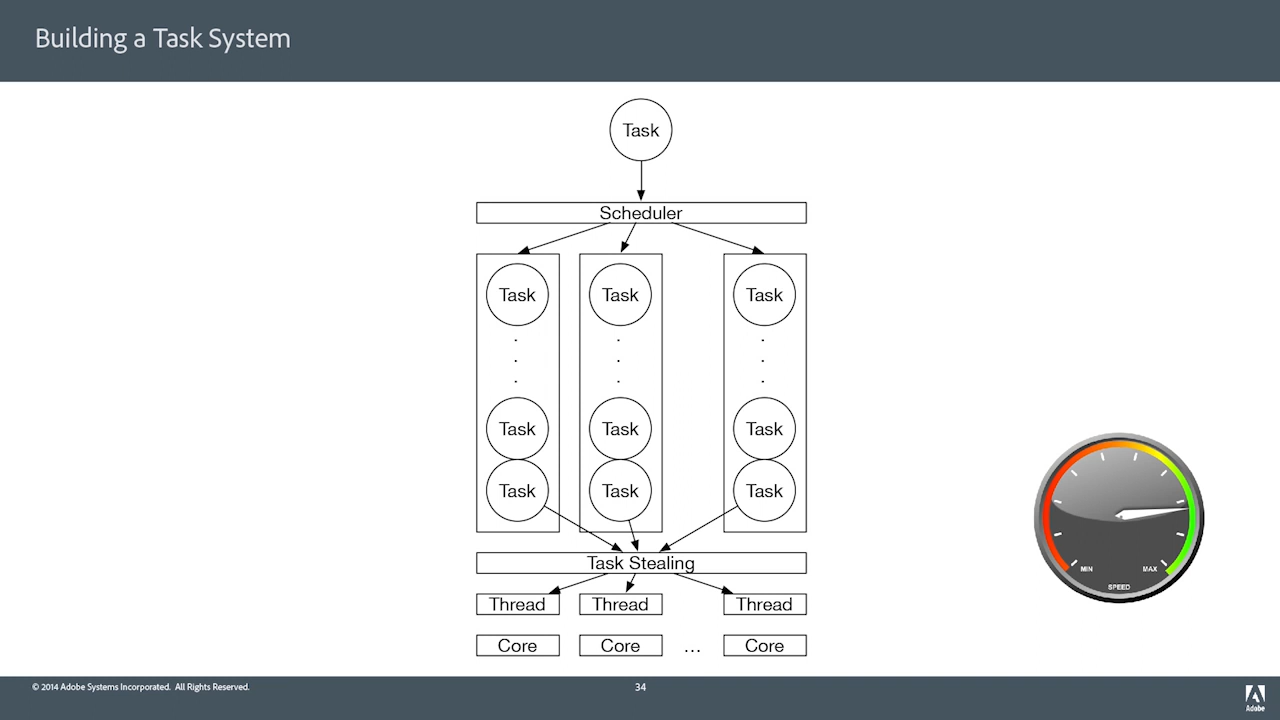 Building a Task System
Task
Scheduler
Task Task Task
. . .
. . .
. . .
Task Task Task
Task Task Task
Task Stealing
Thread Thread Thread
Core Core ... Core
MIN MAX
SPEED
© 2014 Adobe Systems Incorporated. All Rights Reserved.
34
Adobe